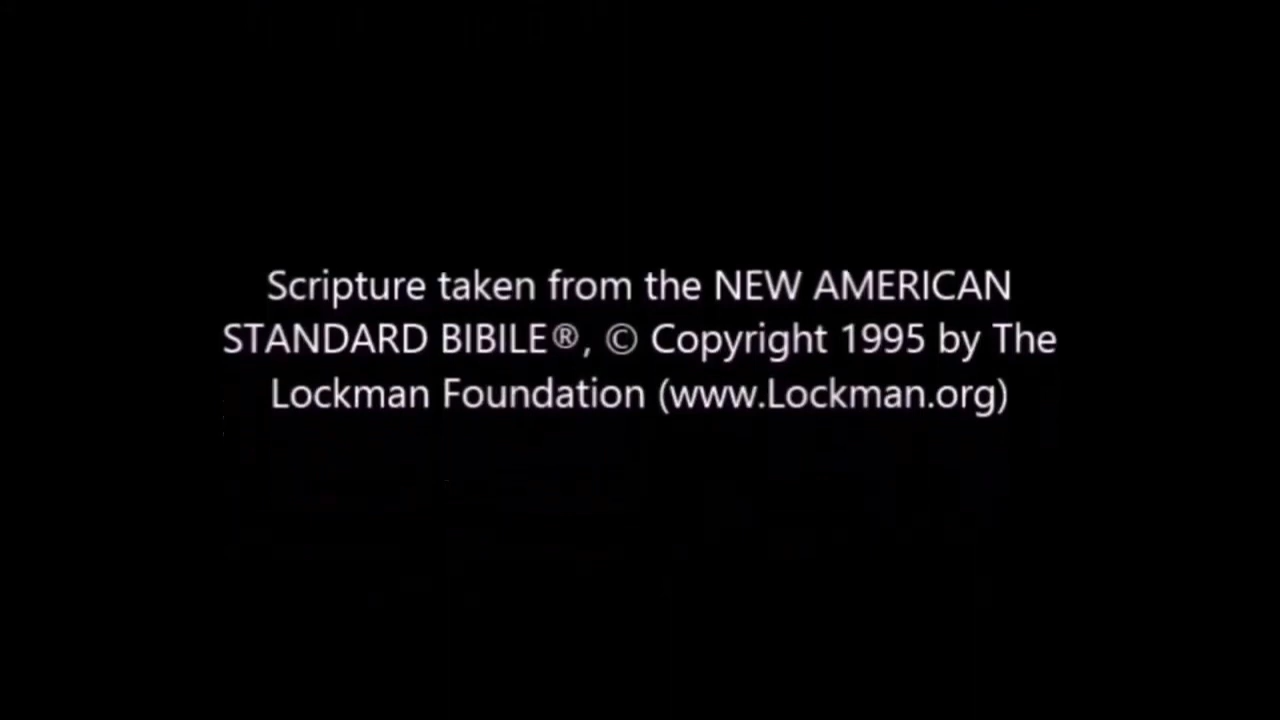 Scripture taken from the NEW AMERICAN
STANDARD BIBILE®, © Copyright 1995 by The
Lockman Foundation (www.Lockman.org)